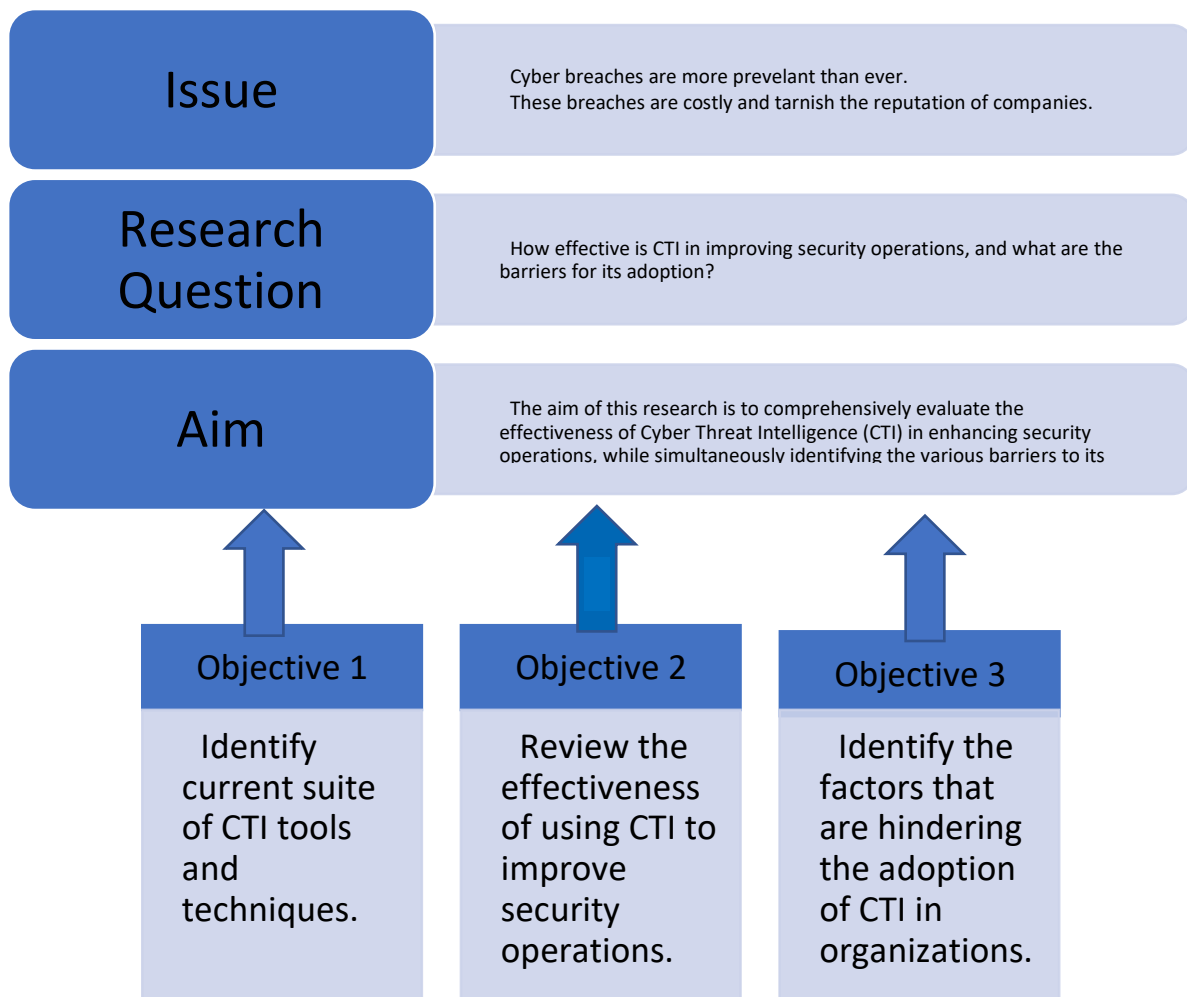 Issue
Cyber breaches are more prevelant than ever.
These breaches are costly and tarnish the reputation of companies.
Research
Question
How effective is CTI in improving security operations, and what are the
barriers for its adoption?
Aim
The aim of this research is to comprehensively evaluate the
effectiveness of Cyber Threat Intelligence (CTI) in enhancing security
operations, while simultaneously identifying the various barriers to its
Objective 1
Identify
current suite
of CTI tools
and
techniques.
Objective 2
Review the
effectiveness
of using CTI to
improve
security
operations.
Objective 3
Identify the
factors that
are hindering
the adoption
of CTI in
organizations.